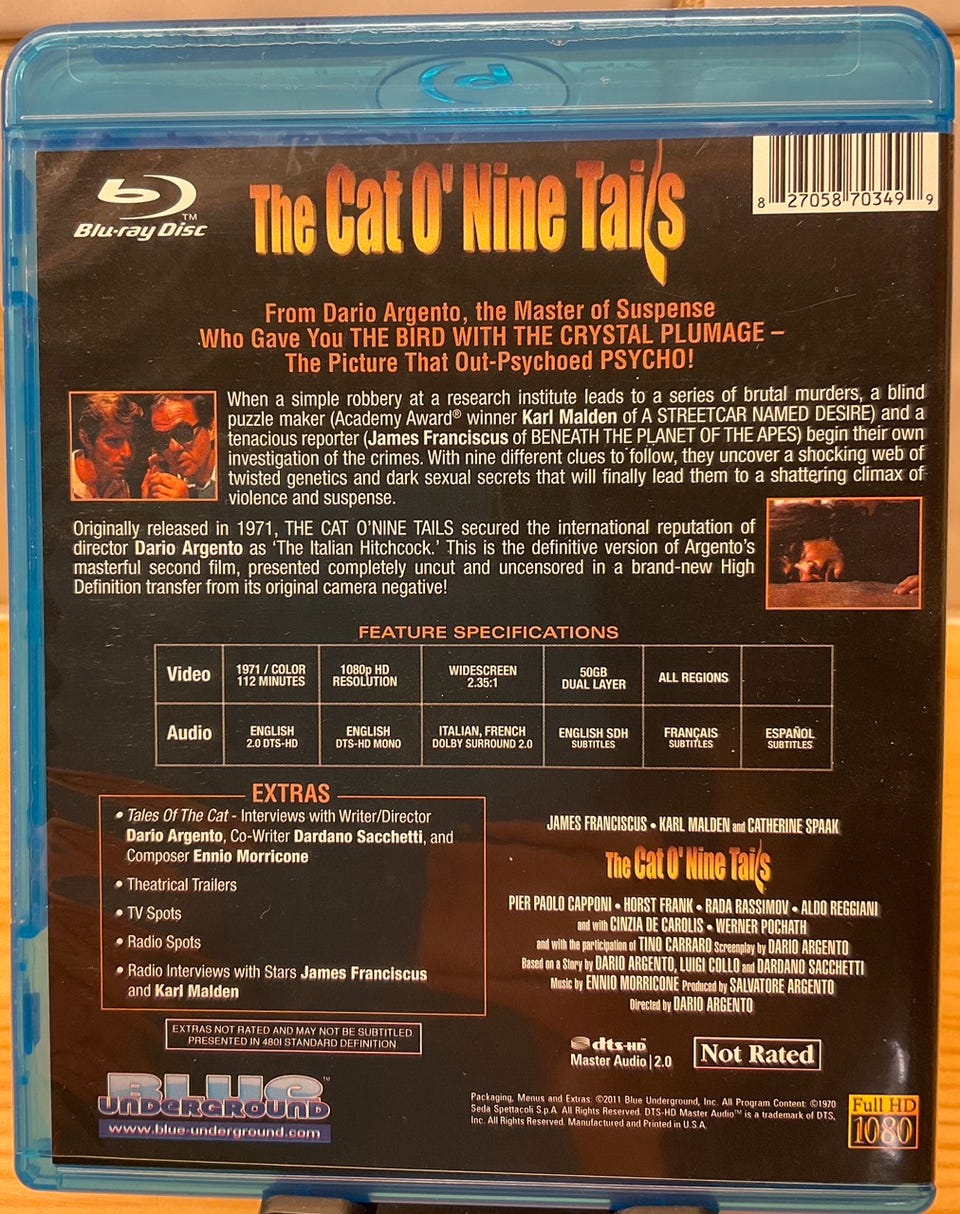 Blu-ray Disc™
The Cat O' Nine Tails
8 27058 70349 9
From Dario Argento, the Master of Suspense
Who Gave You THE BIRD WITH THE CRYSTAL PLUMAGE –
The Picture That Out-Psychoed PSYCHO!
When a simple robbery at a research institute leads to a series of brutal murders, a blind
puzzle maker (Academy Award® winner Karl Malden of A STREETCAR NAMED DESIRE) and a
tenacious reporter (James Franciscus of BENEATH THE PLANET OF THE APES) begin their own
investigation of the crimes. With nine different clues to follow, they uncover a shocking web of
twisted genetics and dark sexual secrets that will finally lead them to a shattering climax of
violence and suspense.
Originally released in 1971, THE CAT O'NINE TAILS secured the international reputation of
director Dario Argento as 'The Italian Hitchcock.' This is the definitive version of Argento's
masterful second film, presented completely uncut and uncensored in a brand-new High
Definition transfer from its original camera negative!
FEATURE SPECIFICATIONS
Video
1971 / COLOR
112 MINUTES
1080p HD
RESOLUTION
WIDESCREEN
2.35:1
50GB
DUAL LAYER
ALL REGIONS
Audio
ENGLISH
2.0 DTS-HD
ENGLISH
DTS-HD MONO
ITALIAN, FRENCH
DOLBY SURROUND 2.0
ENGLISH SDH
SUBTITLES
FRANÇAIS
SUBTITLES
ESPAÑOL
SUBTITLES
EXTRAS
• Tales Of The Cat - Interviews with Writer/Director
Dario Argento, Co-Writer Dardano Sacchetti, and
Composer Ennio Morricone
• Theatrical Trailers
• TV Spots
• Radio Spots
• Radio Interviews with Stars James Franciscus
and Karl Malden
EXTRAS NOT RATED AND MAY NOT BE SUBTITLED
PRESENTED IN 480I STANDARD DEFINITION
JAMES FRANCISCUS • KARL MALDEN and CATHERINE SPAAK
The Cat O' Nine Tails
PIER PAOLO CAPPONI • HORST FRANK • RADA RASSIMOV • ALDO REGGIANI
and with CINZIA DE CAROLIS • WERNER POCHATH
and with the participation of TINO CARRARO Screenplay by DARIO ARGENTO
Based on a Story by DARIO ARGENTO, LUIGI COLLO and DARDANO SACCHETTI
Music by ENNIO MORRICONE Produced by SALVATORE ARGENTO
Directed by DARIO ARGENTO
dts-HD
Master Audio | 2.0
Not Rated
BLUE
UNDERGROUND™
www.blue-underground.com
Packaging, Menus and Extras: ©2011 Blue Underground, Inc. All Program Content: ©1970
Seda Spettacoli S.p.A. All Rights Reserved. DTS-HD Master Audio™ is a trademark of DTS,
Inc. All Rights Reserved. Manufactured and Printed in U.S.A.
Full HD
1080